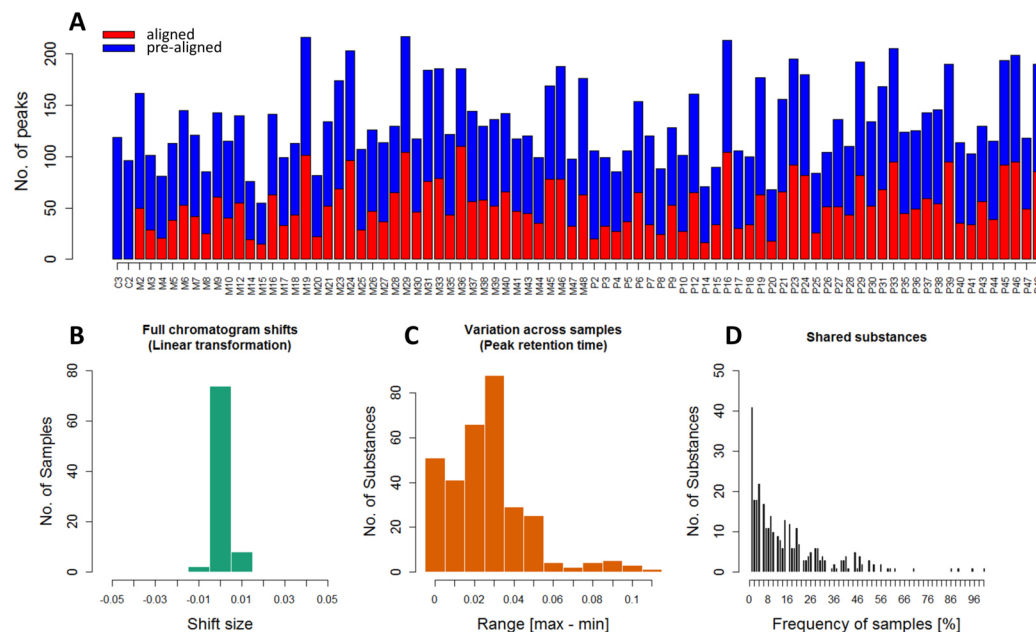 A
aligned
pre-aligned
No. of peaks
200
150
100
50
0
C3 C2 M2 M3 M4 M5 M6 M7 M8 M9 M10 M12 M14 M15 M16 M17 M18 M19 M20 M21 M23 M24 M25 M26 M27 M28 M29 M30 M31 M33 M35 M36 M37 M38 M39 M40 M41 M43 M44 M45 M46 M47 M48 P2 P3 P4 P5 P6 P7 P8 P9 P10 P12 P14 P15 P16 P17 P18 P19 P20 P21 P23 P24 P25 P26 P27 P28 P29 P30 P31 P33 P35 P36 P37 P38 P39 P40 P41 P43 P44 P45 P46 P47
B
Full chromatogram shifts
(Linear transformation)
No. of Samples
80
60
40
20
0
-0.05 -0.03 -0.01 0.01 0.03 0.05
Shift size
C
Variation across samples
(Peak retention time)
No. of Substances
80
60
40
20
0
0 0.02 0.04 0.06 0.08 0.1
Range [max - min]
D
Shared substances
No. of Substances
50
40
30
20
10
0
0 8 16 26 36 46 56 66 76 86 96
Frequency of samples [%]